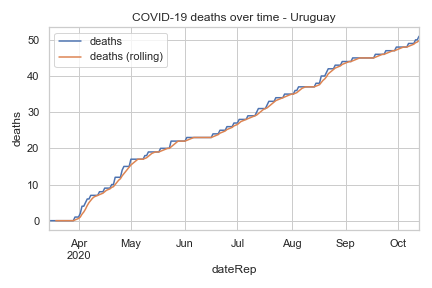 COVID-19 deaths over time - Uruguay
deaths
deaths (rolling)
50
40
30
20
10
0
deaths
Apr
2020
May
Jun
Jul
Aug
Sep
Oct
dateRep